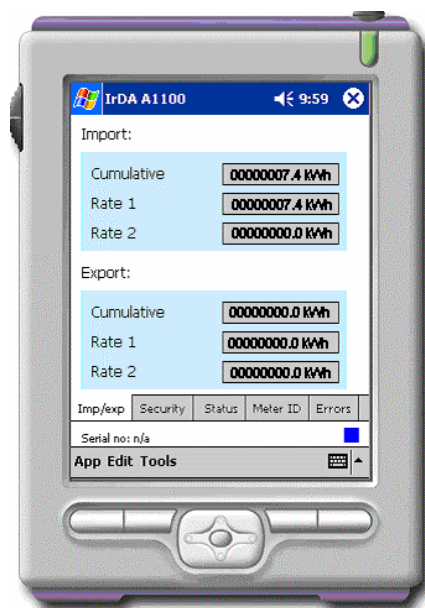 IrDA A1100 9:59
Import:
Cumulative 00000007.4 kWh
Rate 1 00000007.4 kWh
Rate 2 00000000.0 kWh
Export:
Cumulative 00000000.0 kWh
Rate 1 00000000.0 kWh
Rate 2 00000000.0 kWh
Imp/exp Security Status Meter ID Errors
Serial no: n/a
App Edit Tools